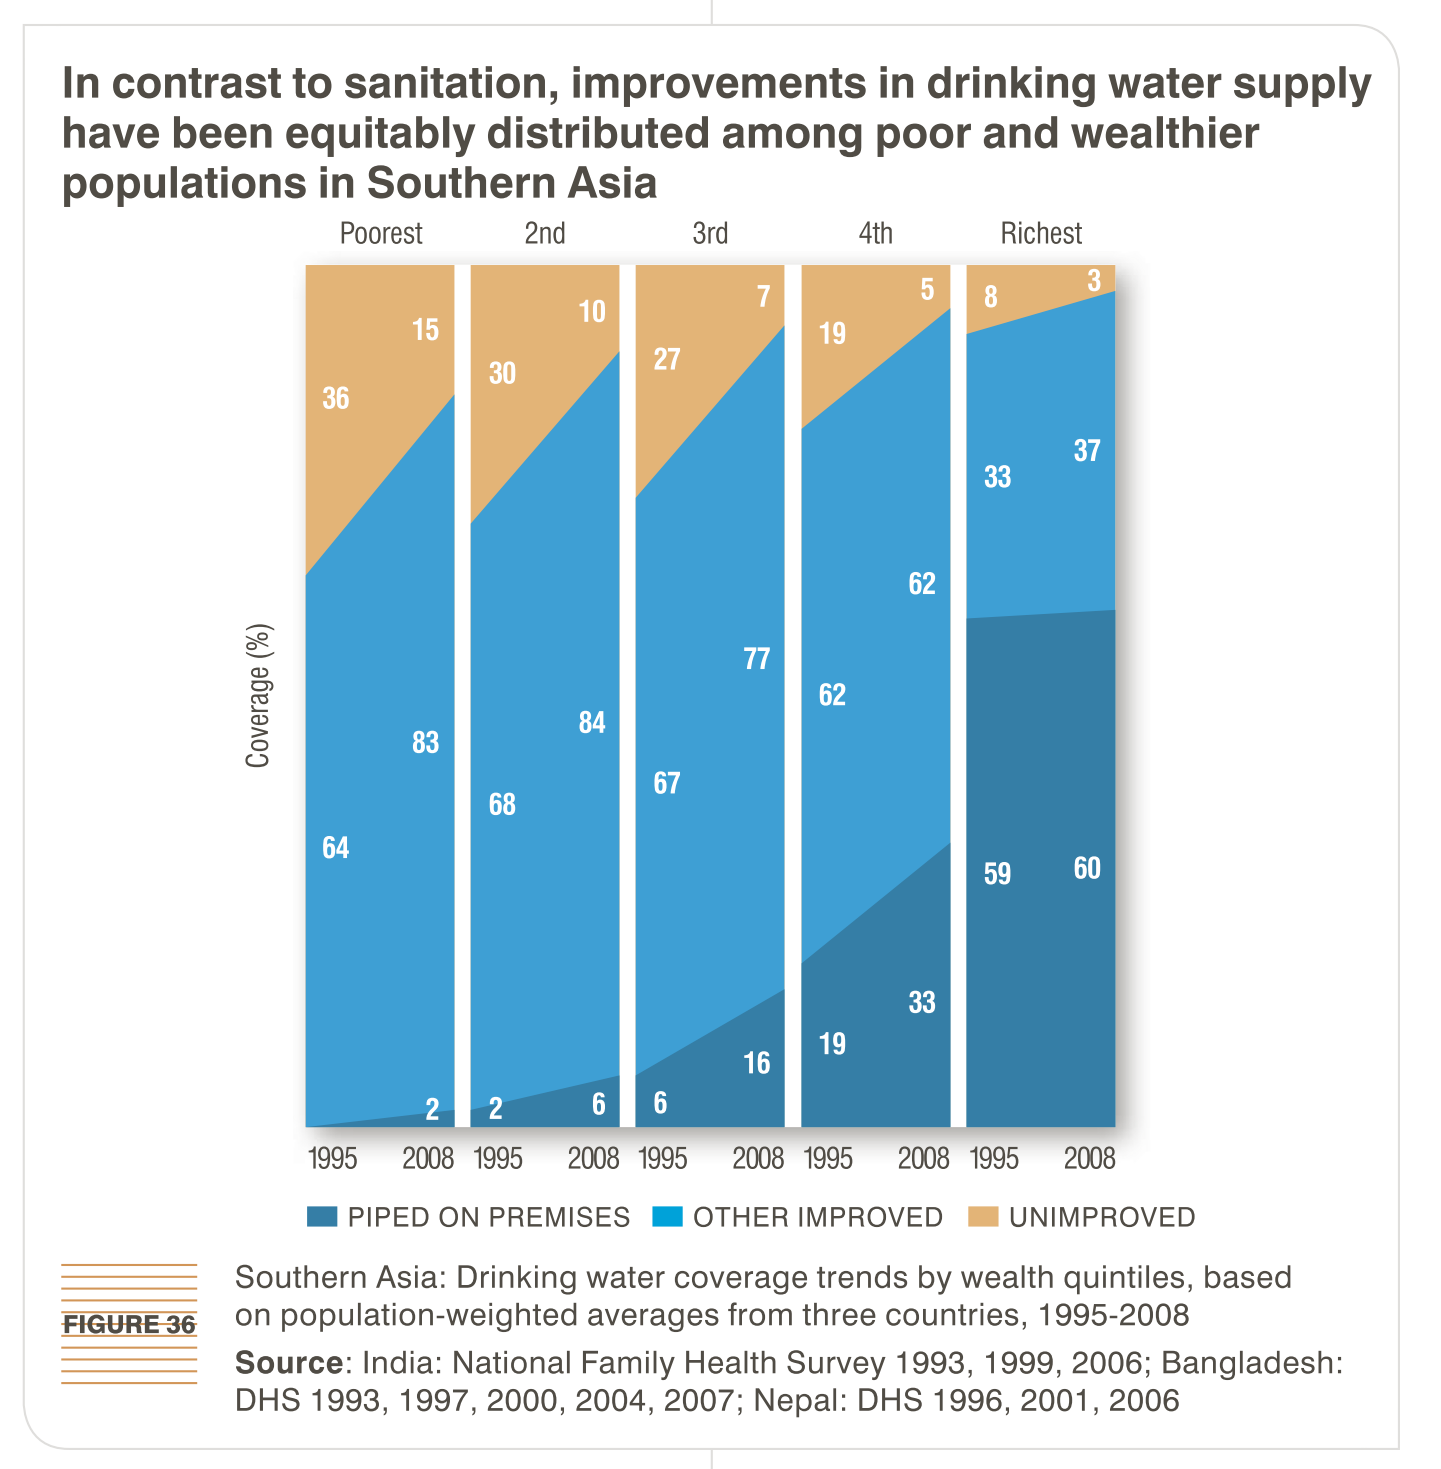 In contrast to sanitation, improvements in drinking water supply
have been equitably distributed among poor and wealthier
populations in Southern Asia
Poorest 2nd 3rd 4th Richest
Coverage (%)
36 15
64 83
2
30 10
68 84
2 6
27 7
67 77
6 16
19 5
62 62
19 33
8 3
33 37
59 60
1995 2008 1995 2008 1995 2008 1995 2008 1995 2008
PIPED ON PREMISES OTHER IMPROVED UNIMPROVED
FIGURE 36
Southern Asia: Drinking water coverage trends by wealth quintiles, based
on population-weighted averages from three countries, 1995-2008
Source: India: National Family Health Survey 1993, 1999, 2006; Bangladesh:
DHS 1993, 1997, 2000, 2004, 2007; Nepal: DHS 1996, 2001, 2006